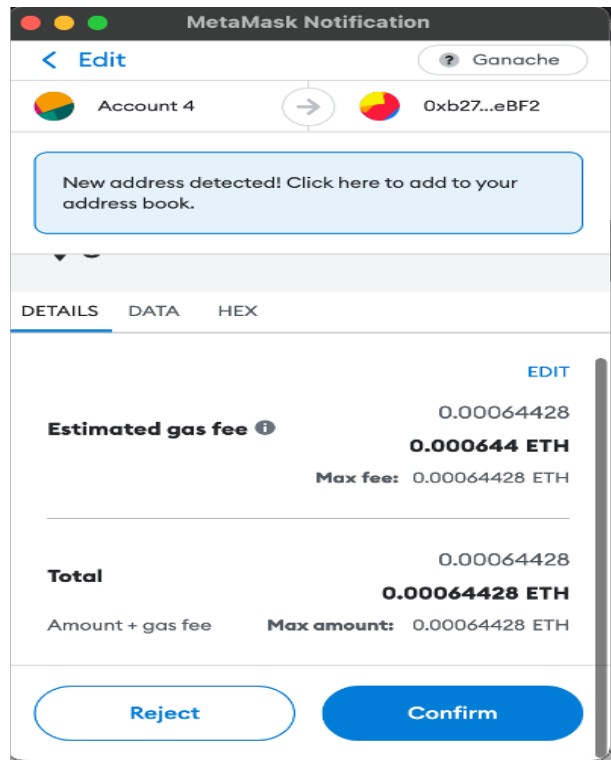 MetaMask Notification
Edit
? Ganache
Account 4
0xb27...eBF2
New address detected! Click here to add to your
address book.
DETAILS DATA HEX
EDIT
0.00064428
Estimated gas fee
0.000644 ETH
Max fee: 0.00064428 ETH
0.00064428
Total
0.00064428 ETH
Amount + gas fee Max amount: 0.00064428 ETH
Reject Confirm